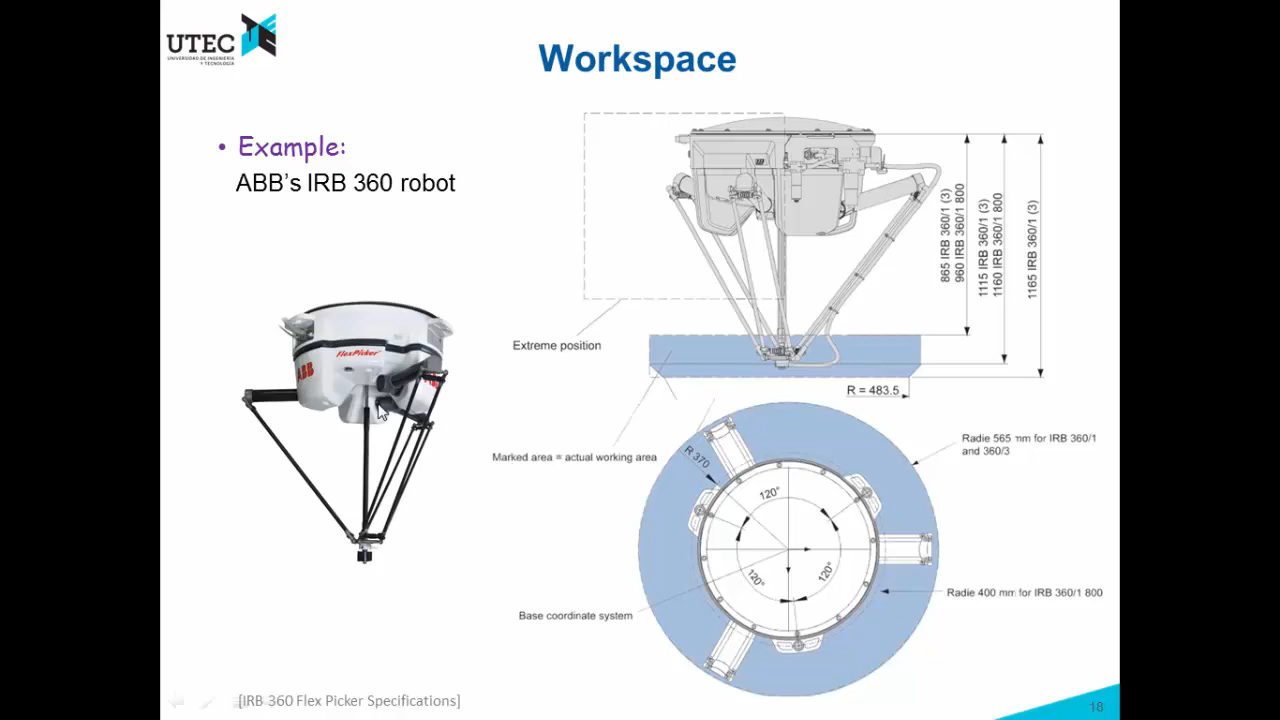 UTEC
UNIVERSIDAD DE INGENIERÍA
Y TECNOLOGÍA
Workspace
• Example:
ABB's IRB 360 robot
865 IRB 360/1 (3)
960 IRB 360/1 800
1115 IRB 360/1 (3)
1160 IRB 360/1 800
1165 IRB 360/1 (3)
FlexPicker
ABB
Extreme position
R = 483.5
Marked area = actual working area
R 370
Radie 565 mm for IRB 360/1
and 360/3
120°
120°
120°
Radie 400 mm for IRB 360/1 800
Base coordinate system
[IRB 360 Flex Picker Specifications]
18